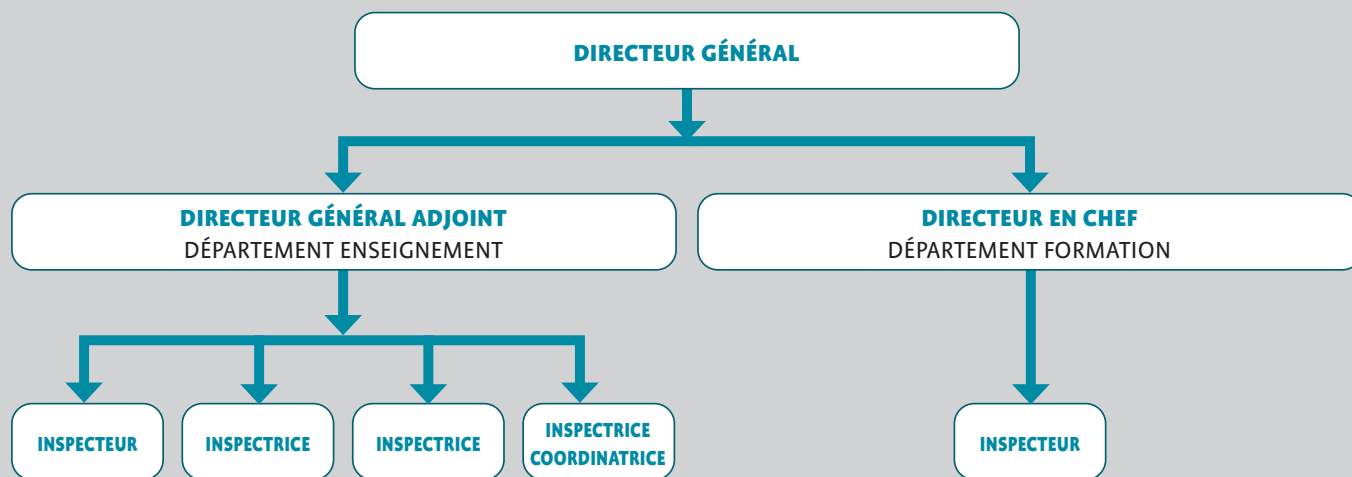 DIRECTEUR GÉNÉRAL
DIRECTEUR GÉNÉRAL ADJOINT
DÉPARTEMENT ENSEIGNEMENT
DIRECTEUR EN CHEF
DÉPARTEMENT FORMATION
INSPECTEUR
INSPECTRICE
INSPECTRICE
INSPECTRICE
COORDINATRICE
INSPECTEUR